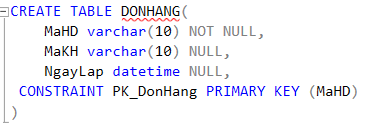 CREATE TABLE DONHANG(
MaHD varchar(10) NOT NULL,
MaKH varchar(10) NULL,
NgayLap datetime NULL,
CONSTRAINT PK_DonHang PRIMARY KEY (MaHD)
)